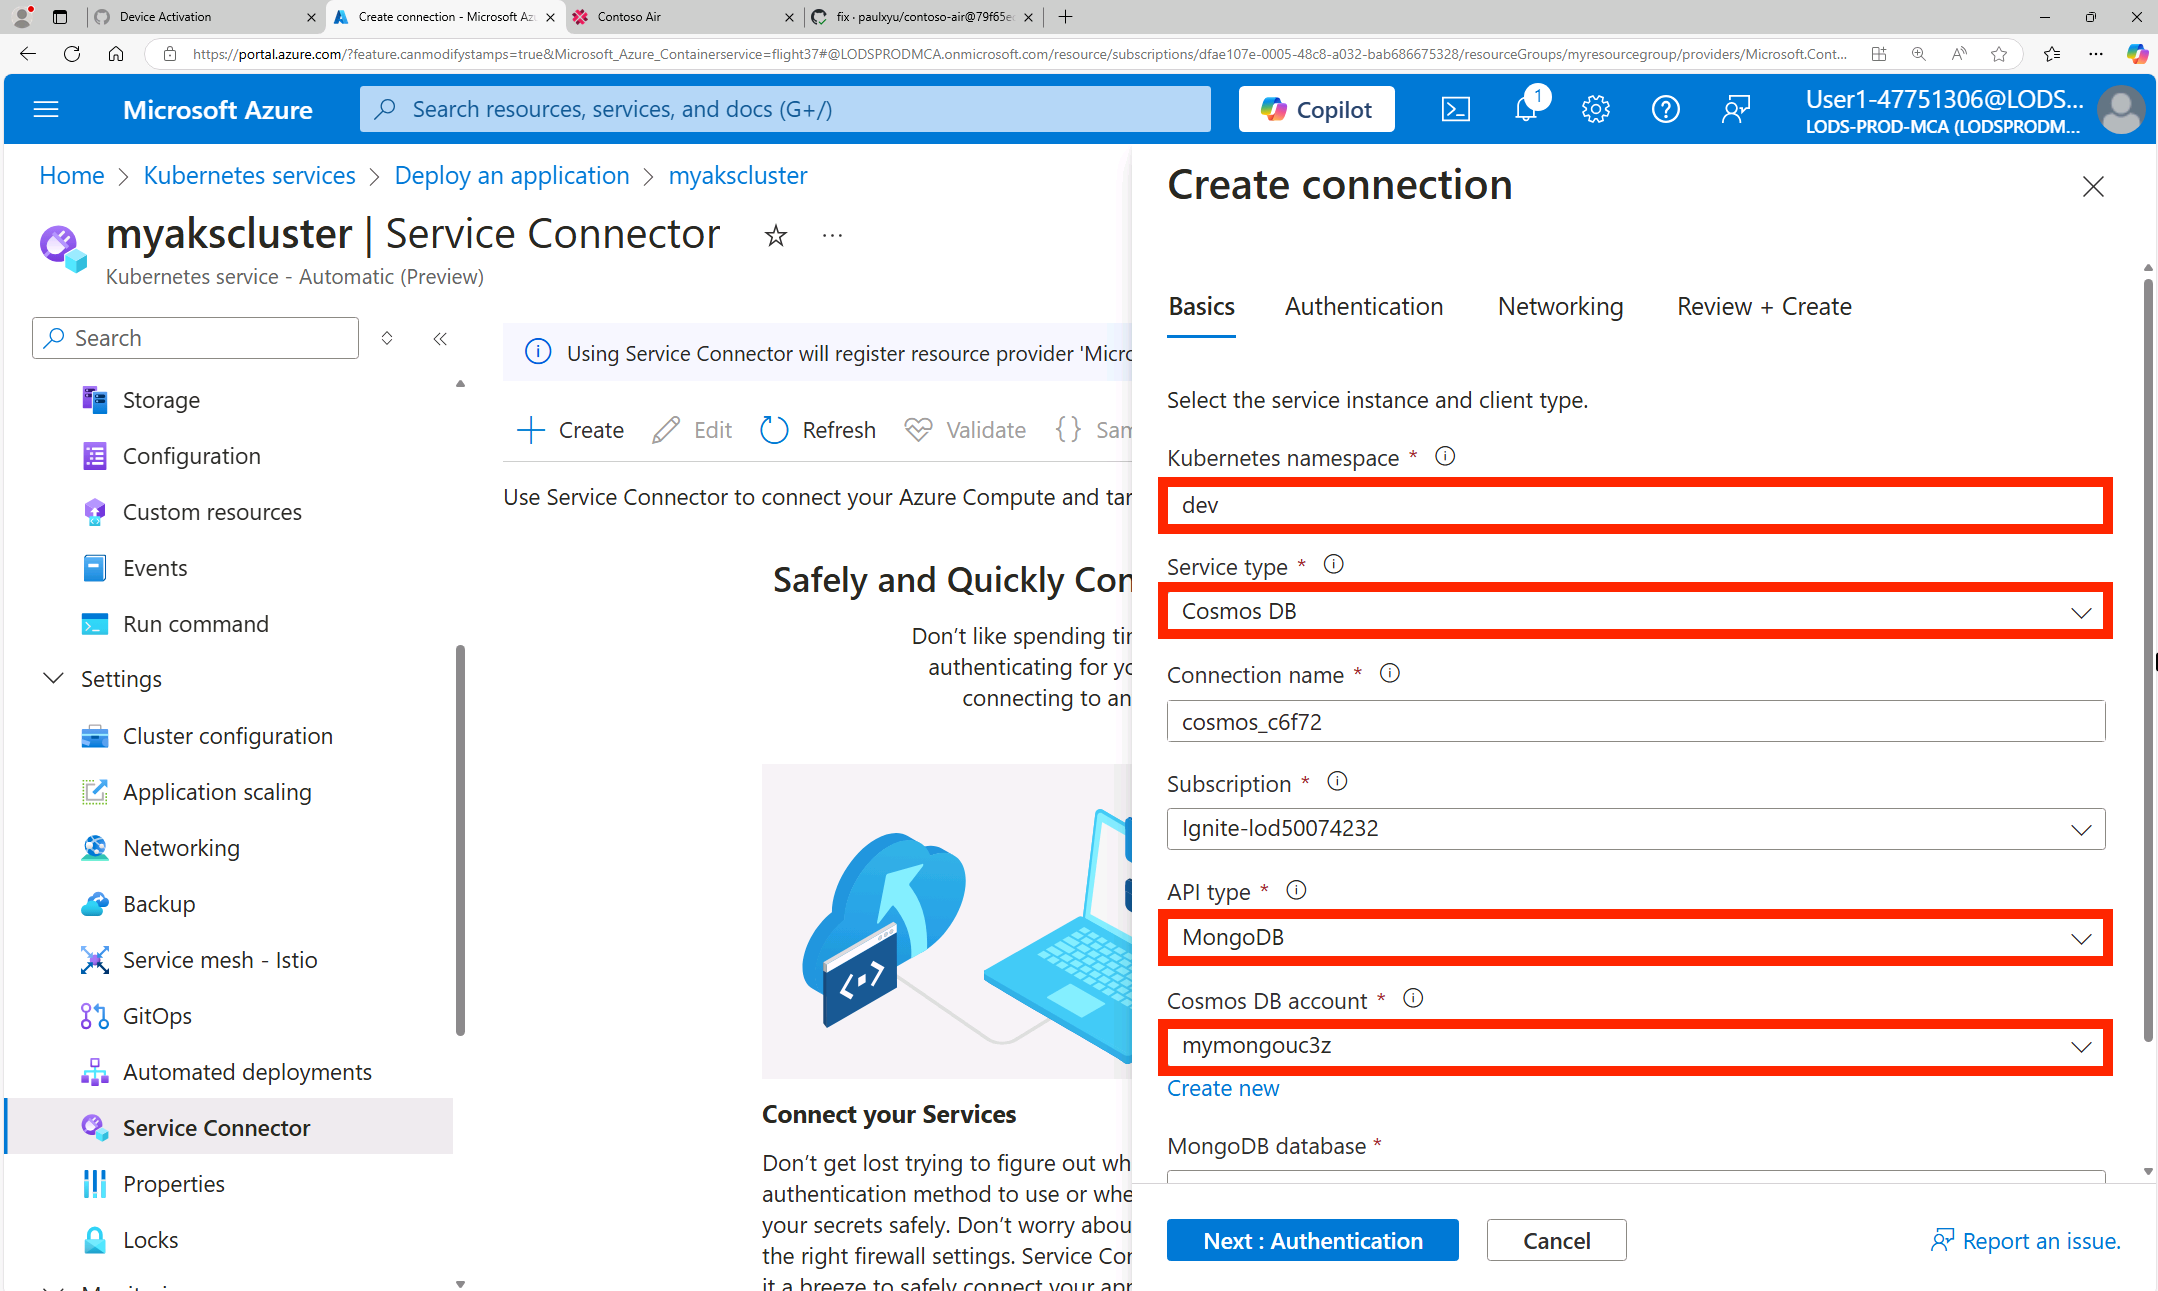 Device Activation
Create connection - Microsoft Az
Contoso Air
fix · paulxyu/contoso-air@79f65e
https://portal.azure.com/?feature.canmodifystamps=true&Microsoft_Azure_Containerservice=flight37#@LODSPRODMCA.onmicrosoft.com/resource/subscriptions/dfae107e-0005-48c8-a032-bab686675328/resourceGroups/myresourcegroup/providers/Microsoft.Cont...
Microsoft Azure
Search resources, services, and docs (G+/)
Copilot
1
User1-47751306@LODS...
LODS-PROD-MCA (LODSPRODM...
Home > Kubernetes services > Deploy an application > myakscluster
myakscluster | Service Connector
...
Kubernetes service - Automatic (Preview)
Search
Storage
Configuration
Custom resources
Events
Run command
Settings
Cluster configuration
Application scaling
Networking
Backup
Service mesh - Istio
GitOps
Automated deployments
Service Connector
Properties
Locks
Using Service Connector will register resource provider 'Micro
Create
Edit
Refresh
Validate
{} Sam
Use Service Connector to connect your Azure Compute and tar
Safely and Quickly Con
Don't like spending tim
authenticating for yo
connecting to an
Connect your Services
Don't get lost trying to figure out wh
authentication method to use or whe
your secrets safely. Don't worry abou
the right firewall settings. Service Con
it a breeze to safely connect your app
Create connection
Basics
Authentication
Networking
Review + Create
Select the service instance and client type.
Kubernetes namespace *
dev
Service type *
Cosmos DB
Connection name *
cosmos_c6f72
Subscription *
Ignite-lod50074232
API type *
MongoDB
Cosmos DB account *
mymongouc3z
Create new
MongoDB database *
Next : Authentication
Cancel
Report an issue.